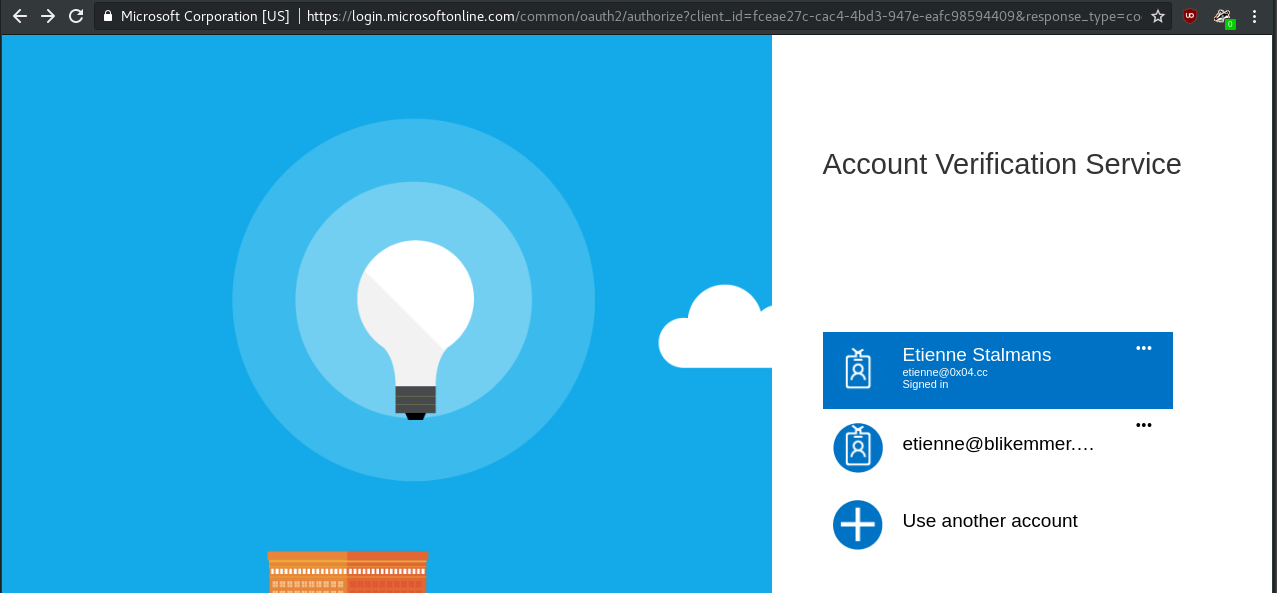 Microsoft Corporation [US] | https://login.microsoftonline.com/common/oauth2/authorize?client_id=fceae27c-cac4-4bd3-947e-eafc98594409&response_type=co
0
Account Verification Service
Etienne Stalmans
etienne@0x04.cc
Signed in
etienne@blikemmer.…
Use another account